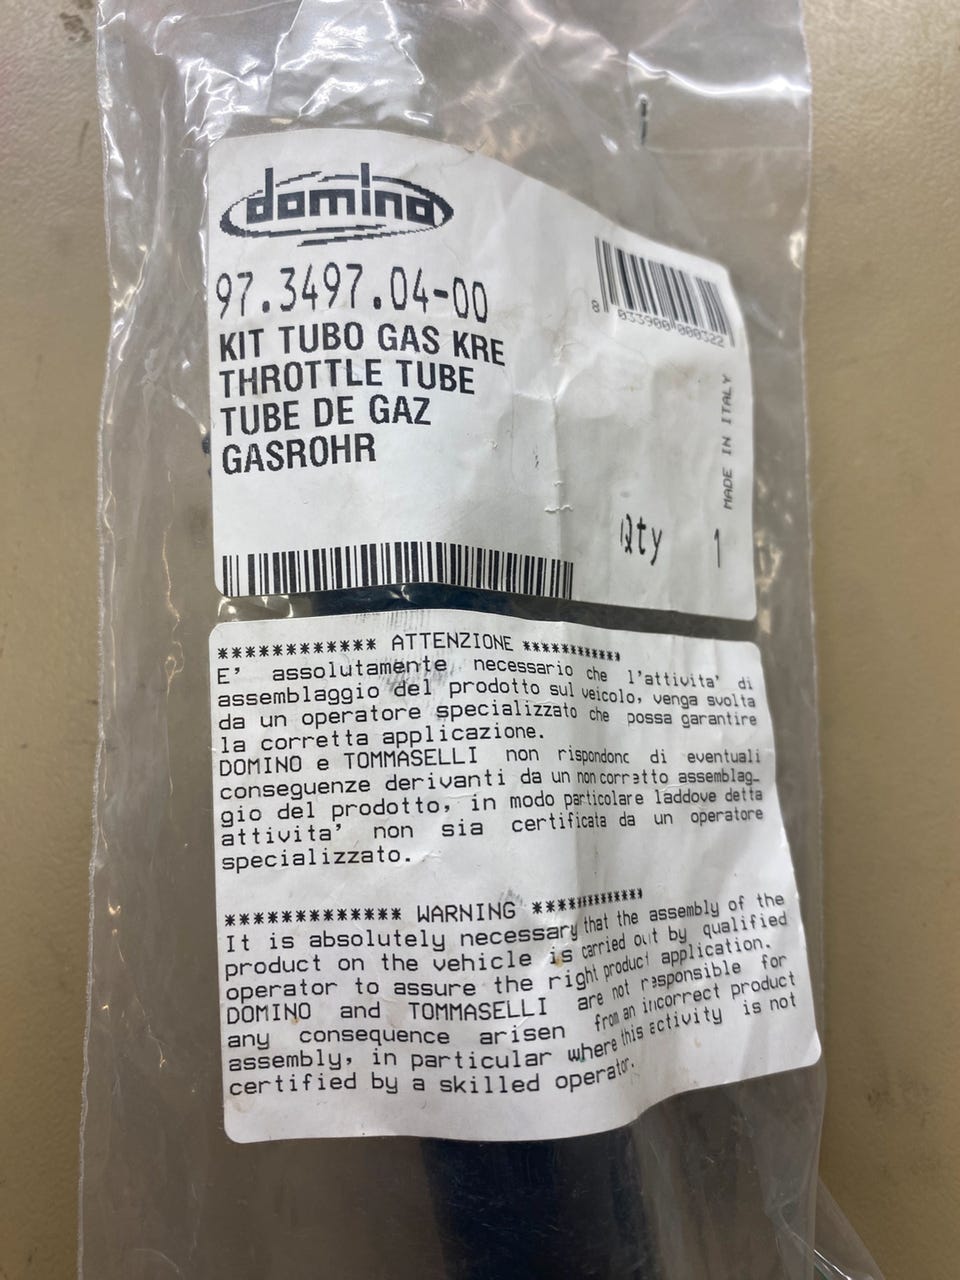 domino
97.3497.04-00
KIT TUBO GAS KRE
THROTTLE TUBE
TUBE DE GAZ
GASROHR
8 033900 000322
MADE IN ITALY
Qty 1
************ ATTENZIONE ************
E' assolutamente necessario che l'attivita' di
assemblaggio del prodotto sul veicolo, venga svolta
da un operatore specializzato che possa garantire
la corretta applicazione.
DOMINO e TOMMASELLI non rispondono di eventuali
conseguenze derivanti da un non corretto assemblag-
gio del prodotto, in modo particolare laddove detta
attivita' non sia certificata da un operatore
specializzato.
************* WARNING *************
It is absolutely necessary that the assembly of the
product on the vehicle is carried out by qualified
operator to assure the right product application.
DOMINO and TOMMASELLI are not responsible for
any consequence arisen from an incorrect product
assembly, in particular where this activity is not
certified by a skilled operator.